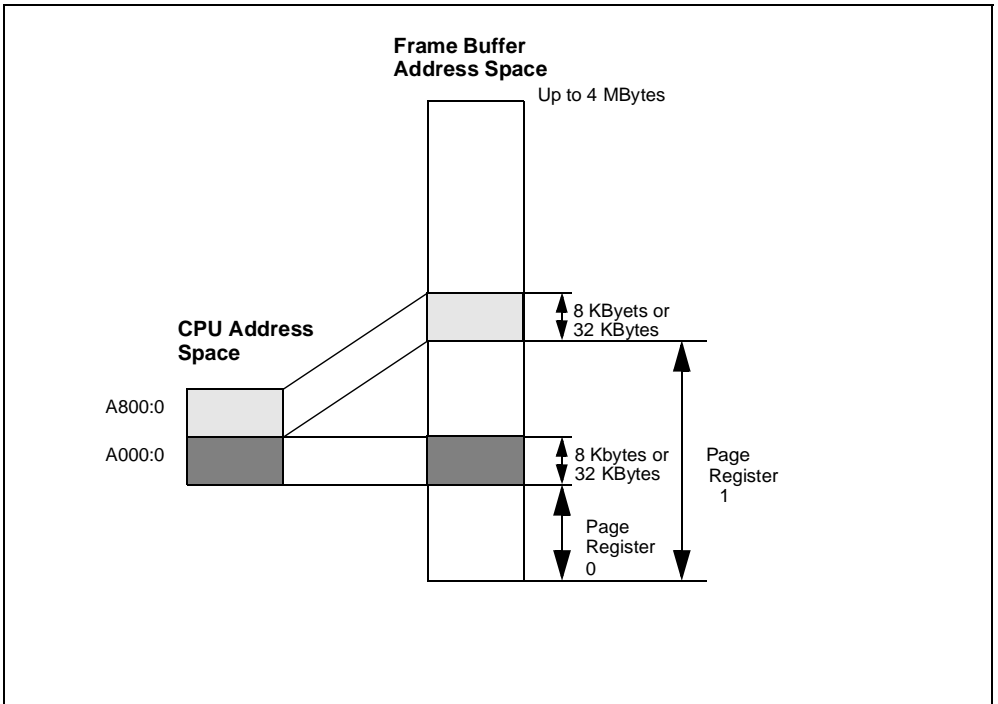 Frame Buffer
Address Space
Up to 4 MBytes
8 KByets or
32 KBytes
CPU Address
Space
A800:0
A000:0
8 Kbytes or
32 KBytes
Page
Register
1
Page
Register
0